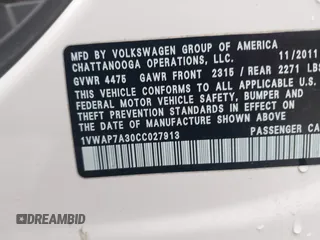 MFD BY VOLKSWAGEN GROUP OF AMERICA
CHATTANOOGA OPERATIONS, LLC. 11/2011
GVWR 4475 GAWR FRONT 2315 / REAR 2271 LBS
THIS VEHICLE CONFORMS TO ALL APPLICABLE
FEDERAL MOTOR VEHICLE SAFETY, BUMPER AND
THEFT PREVENTION STANDARDS IN EFFECT ON
THE DATE OF MANUFACTURE SHOWN ABOVE
1VWAP7A30CC027913 PASSENGER CA
DREAMBID